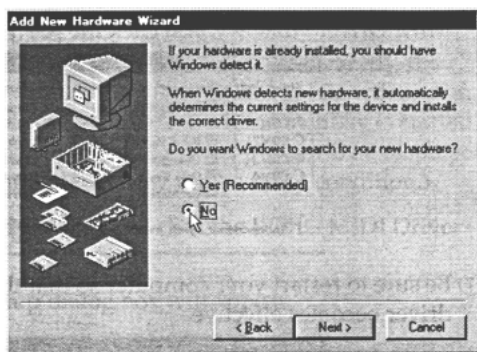 Add New Hardware Wizard
If your hardware is already installed, you should have
Windows detect it.
When Windows detects new hardware, it automatically
determines the current settings for the device and installs
the correct driver.
Do you want Windows to search for your new hardware?
Yes (Recommended)
No
< Back
Next >
Cancel